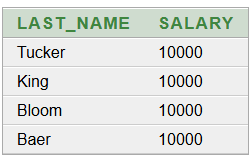 LAST_NAME SALARY
Tucker 10000
King 10000
Bloom 10000
Baer 10000